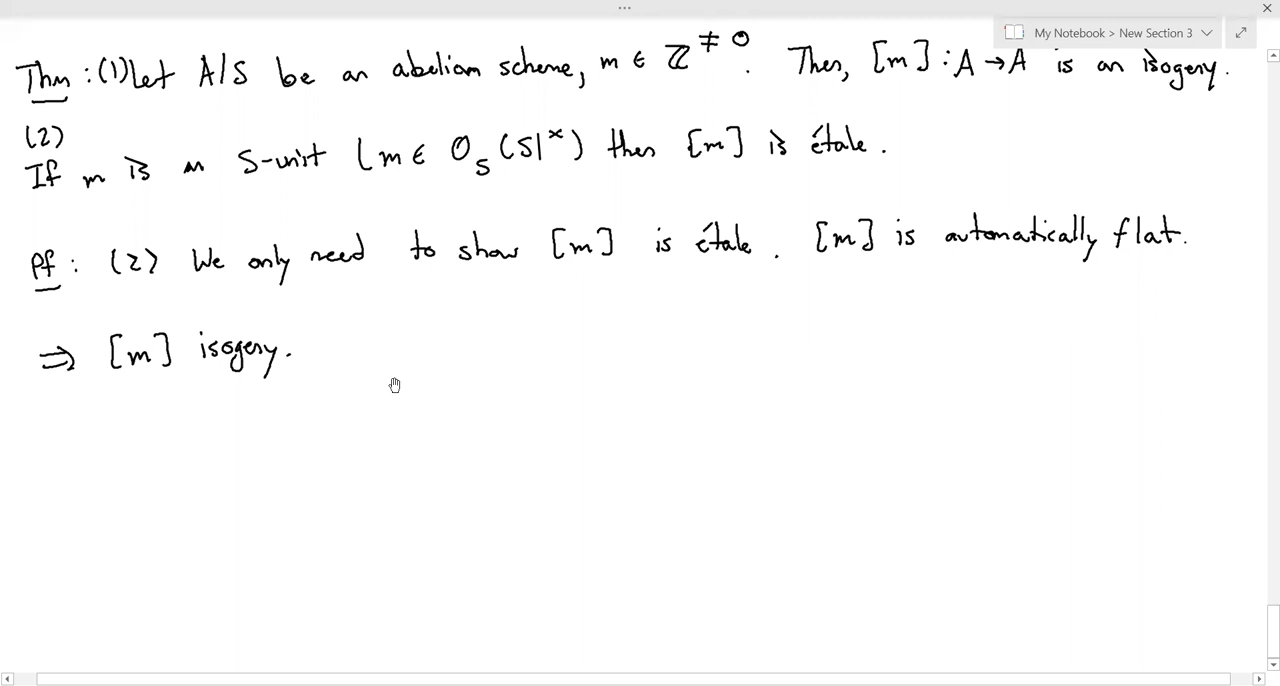 My Notebook > New Section 3
Thm : (1) Let A/S be an abelian scheme, m ∈ ℤ^{≠0}. Then, [m] : A → A is an isogeny.
(2)
If m is an S-unit (m ∈ O_S(S)^×) then [m] is étale.
Pf : (2) We only need to show [m] is étale. [m] is automatically flat.
⇒ [m] isogeny.